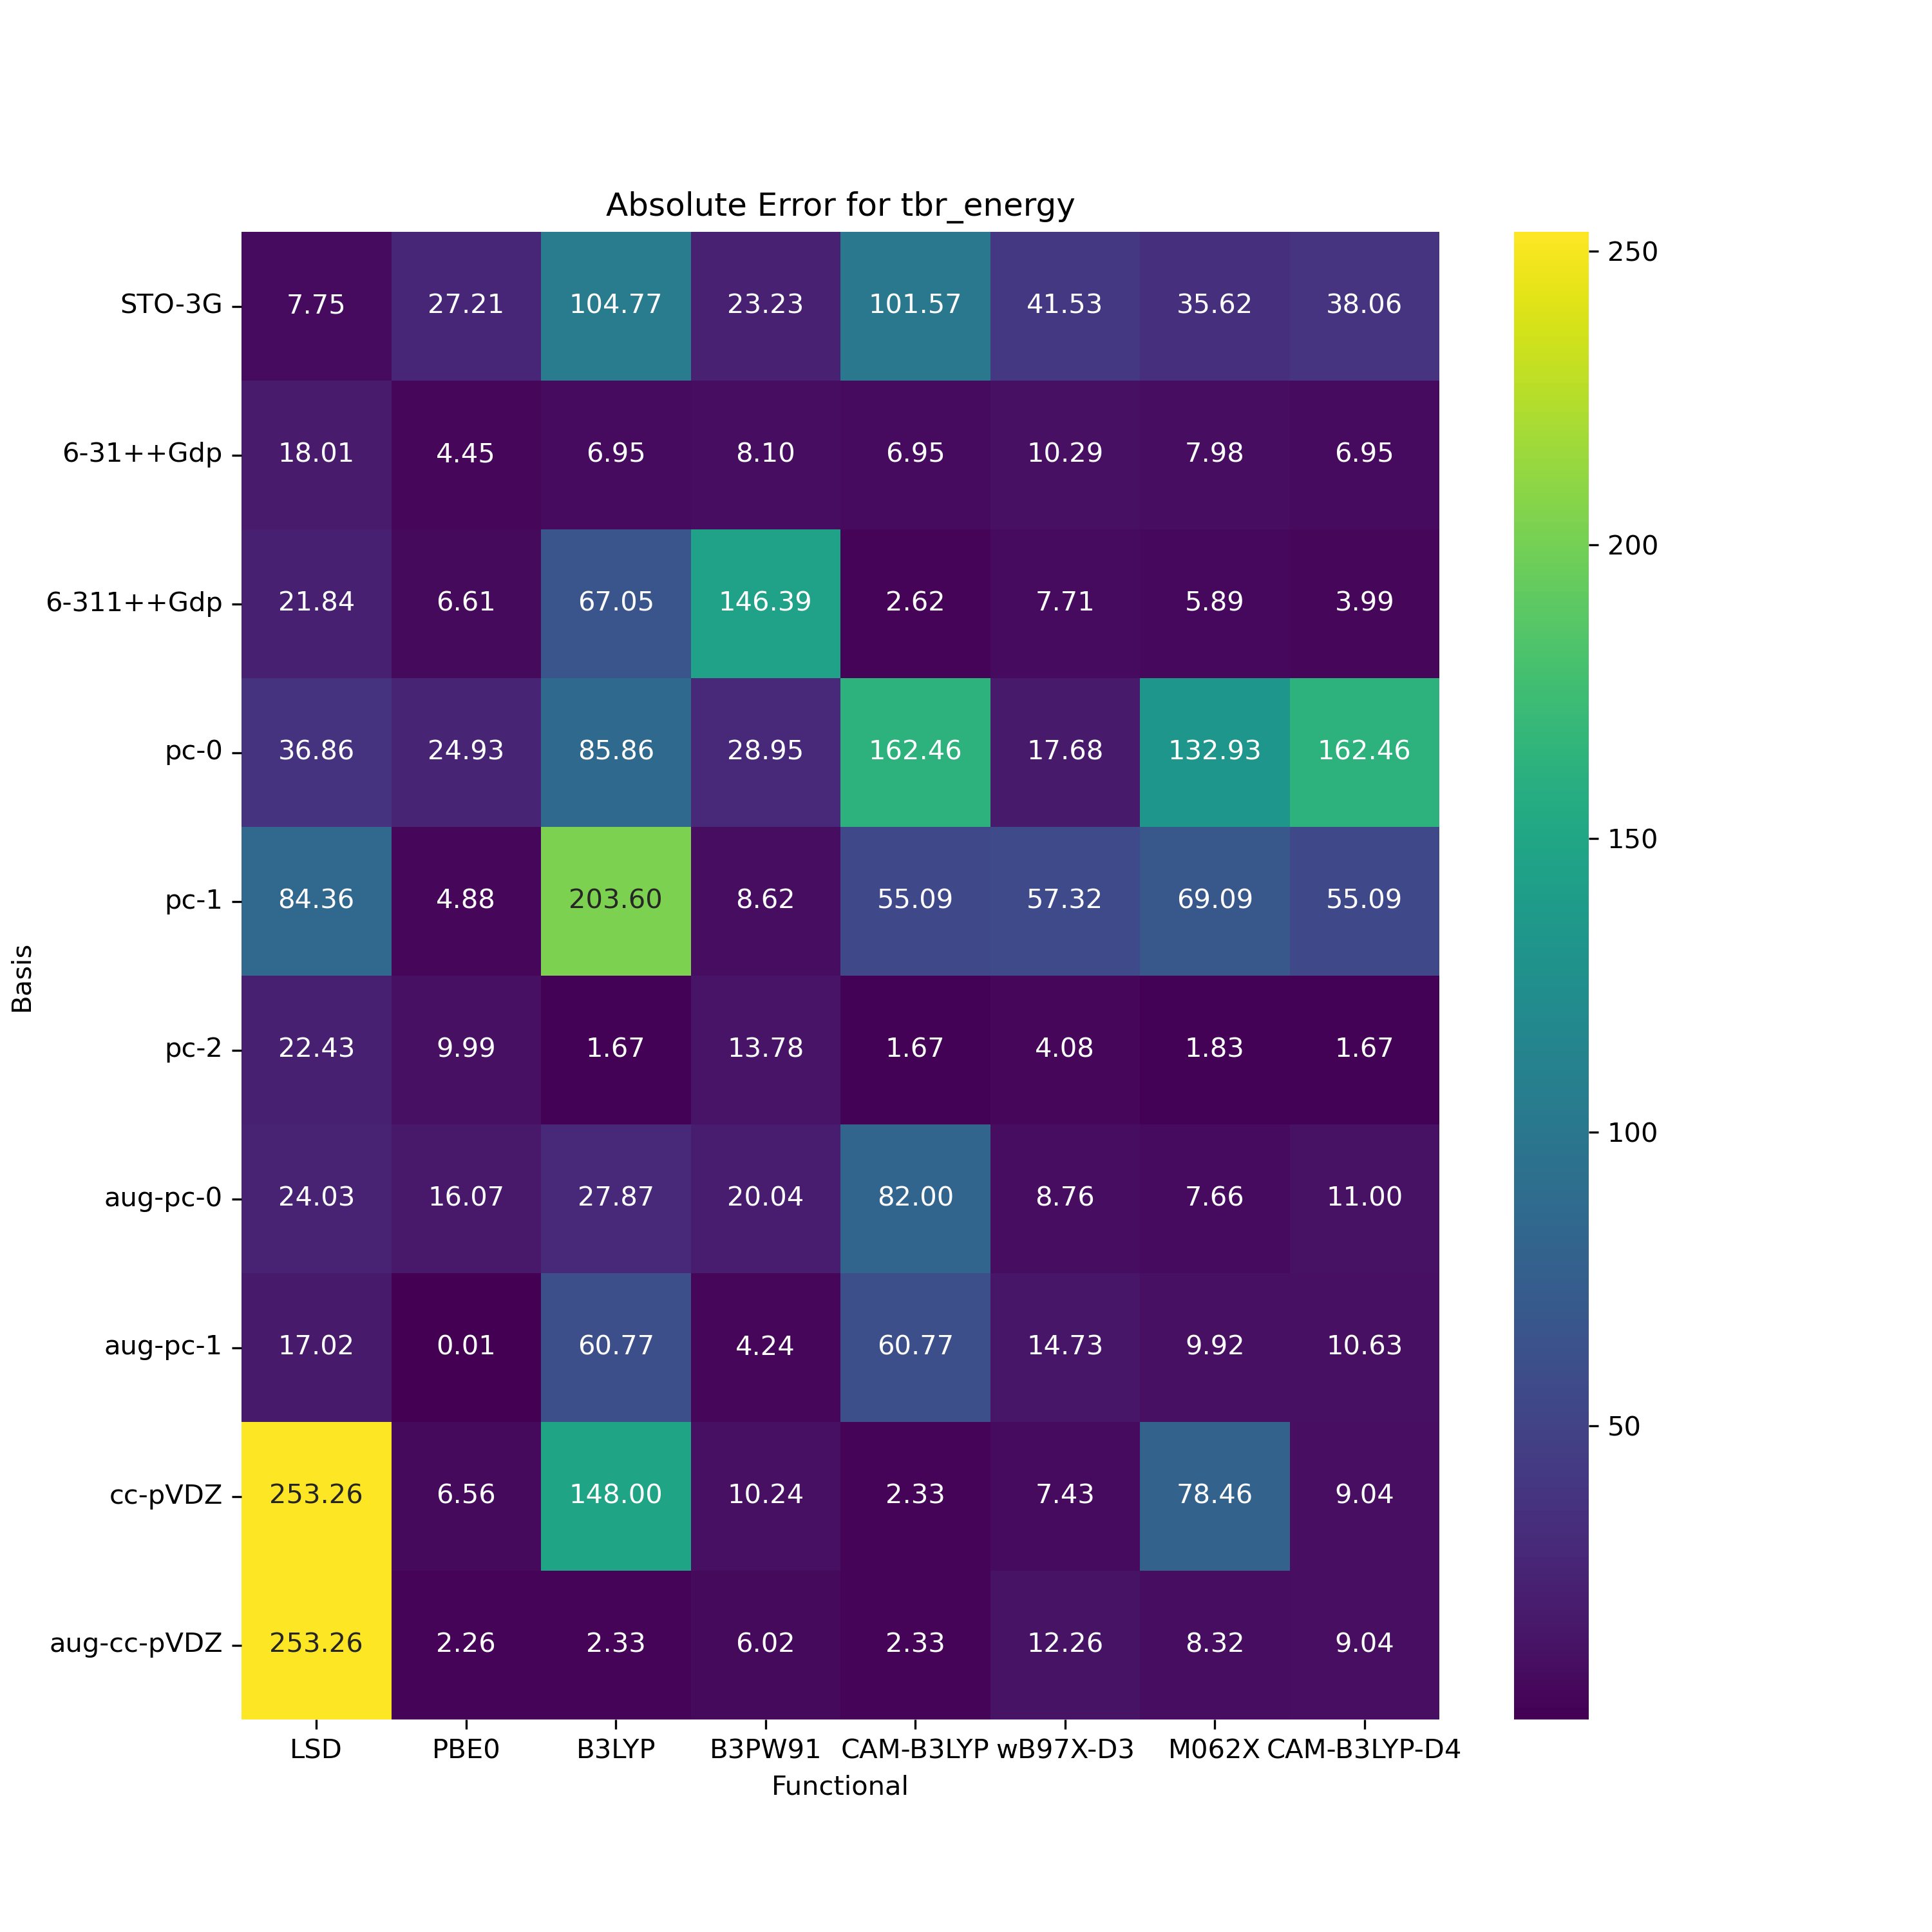 Absolute Error for tbr_energy
STO-3G 7.75 27.21 104.77 23.23 101.57 41.53 35.62 38.06
6-31++Gdp 18.01 4.45 6.95 8.10 6.95 10.29 7.98 6.95
6-311++Gdp 21.84 6.61 67.05 146.39 2.62 7.71 5.89 3.99
pc-0 36.86 24.93 85.86 28.95 162.46 17.68 132.93 162.46
pc-1 84.36 4.88 203.60 8.62 55.09 57.32 69.09 55.09
pc-2 22.43 9.99 1.67 13.78 1.67 4.08 1.83 1.67
aug-pc-0 24.03 16.07 27.87 20.04 82.00 8.76 7.66 11.00
aug-pc-1 17.02 0.01 60.77 4.24 60.77 14.73 9.92 10.63
cc-pVDZ 253.26 6.56 148.00 10.24 2.33 7.43 78.46 9.04
aug-cc-pVDZ 253.26 2.26 2.33 6.02 2.33 12.26 8.32 9.04
LSD PBE0 B3LYP B3PW91 CAM-B3LYP wB97X-D3 M062X CAM-B3LYP-D4
Functional
Basis
250
200
150
100
50